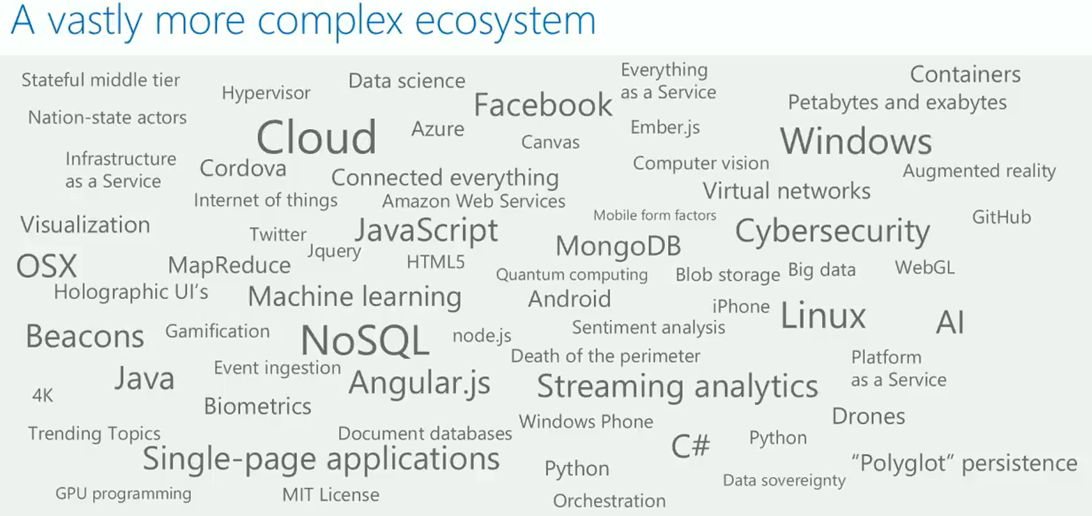 A vastly more complex ecosystem
Stateful middle tier
Hypervisor
Data science
Facebook
Everything
as a Service
Containers
Petabytes and exabytes
Nation-state actors
Cloud
Azure
Canvas
Ember.js
Windows
Infrastructure
as a Service
Cordova
Connected everything
Computer vision
Augmented reality
Virtual networks
Internet of things
Amazon Web Services
Mobile form factors
GitHub
Visualization
Twitter
JavaScript
Cybersecurity
Jquery
MongoDB
OSX
MapReduce
HTML5
Quantum computing
Blob storage
Big data
WebGL
Holographic UI's
Machine learning
Android
iPhone
Linux
AI
Beacons
Gamification
NoSQL
node.js
Sentiment analysis
Death of the perimeter
Platform
as a Service
Java
Event ingestion
Angular.js
Streaming analytics
4K
Biometrics
Windows Phone
Drones
Trending Topics
Document databases
C#
Python
Single-page applications
Python
Data sovereignty
"Polyglot" persistence
GPU programming
MIT License
Orchestration